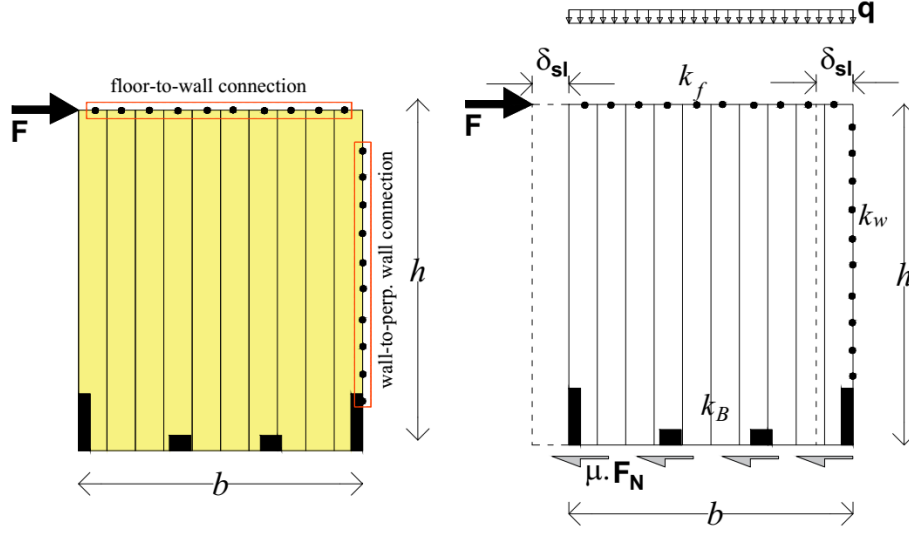 floor-to-wall connection
F
wall-to-perp. wall connection
h
b
q
δsl
δsl
kf
F
kw
h
kB
μ. FN
b